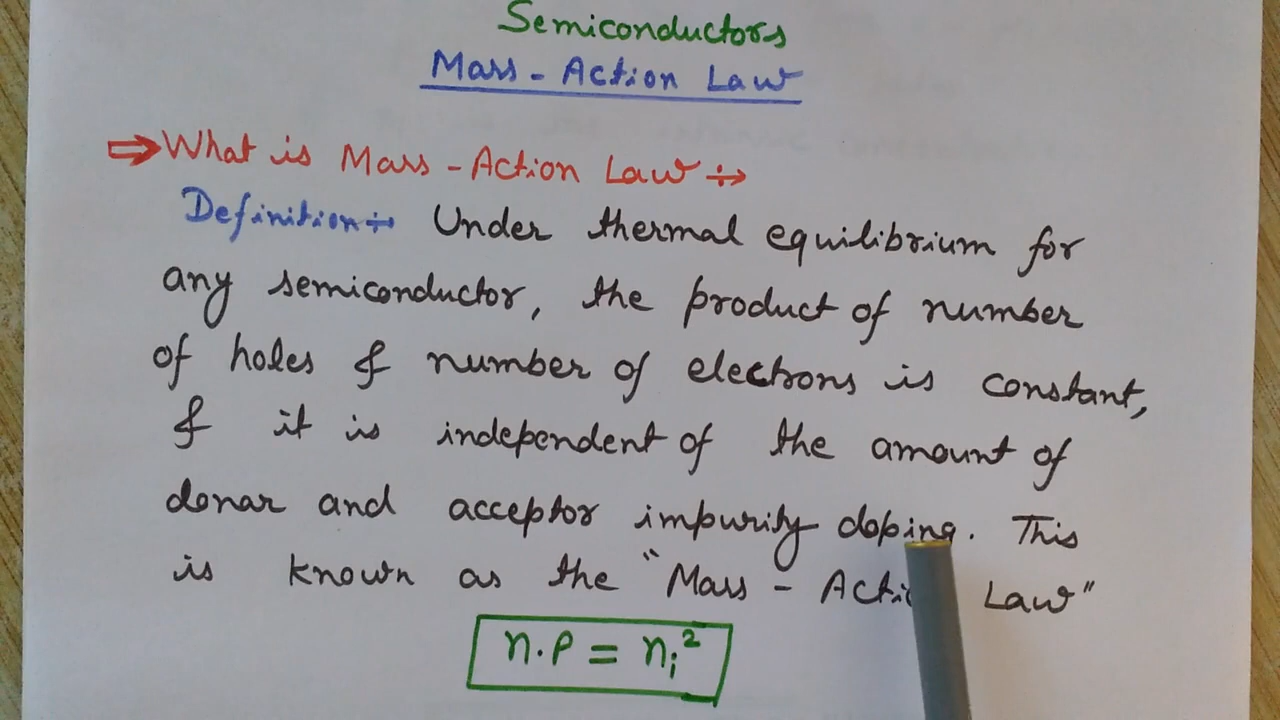 Semiconductors
Mass - Action Law
⇒ What is Mass - Action Law ÷→
Definition ÷ Under thermal equilibrium for
any semiconductor, the product of number
of holes & number of electrons is constant,
& it is independent of the amount of
donar and acceptor impurity doping. This
is known as the "Mass - Acti Law"
n.p = nᵢ²